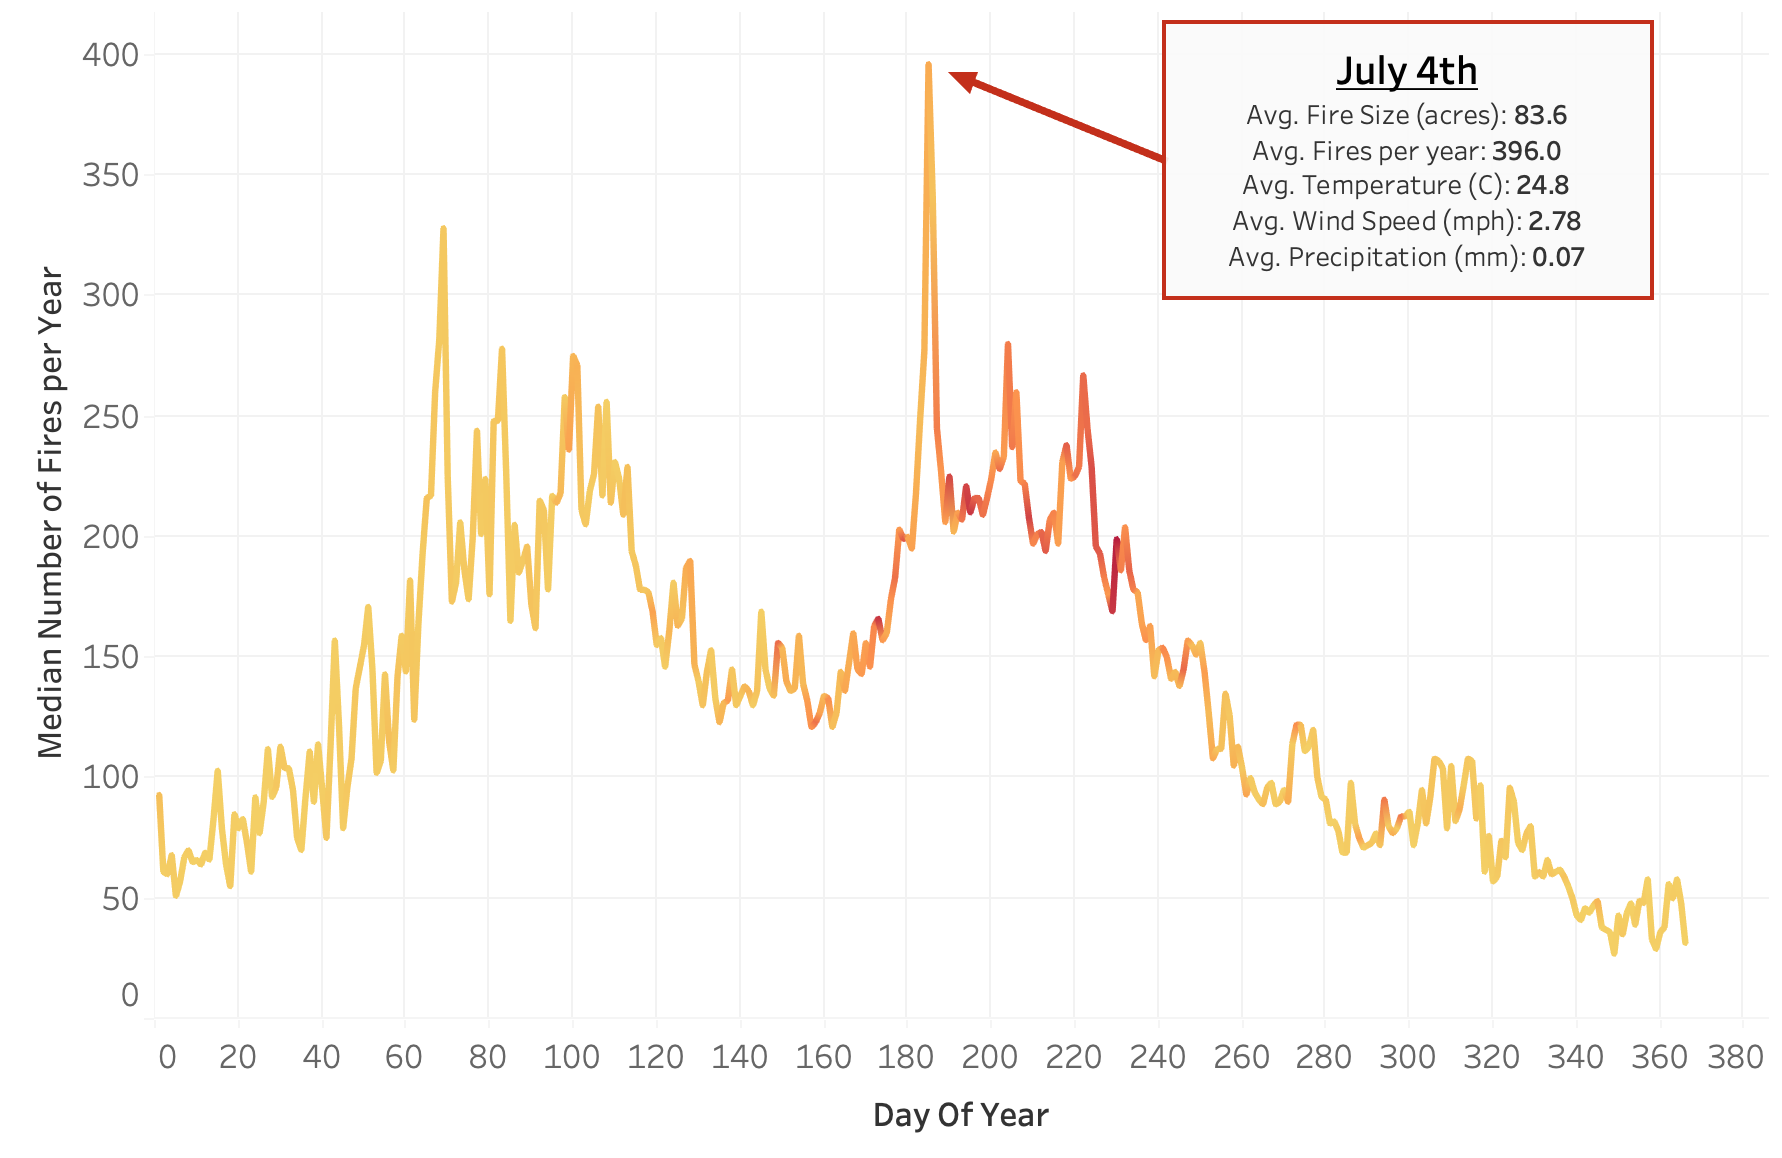 July 4th
Avg. Fire Size (acres): 83.6
Avg. Fires per year: 396.0
Avg. Temperature (C): 24.8
Avg. Wind Speed (mph): 2.78
Avg. Precipitation (mm): 0.07
Median Number of Fires per Year
400
350
300
250
200
150
100
50
0
0 20 40 60 80 100 120 140 160 180 200 220 240 260 280 300 320 340 360 380
Day Of Year